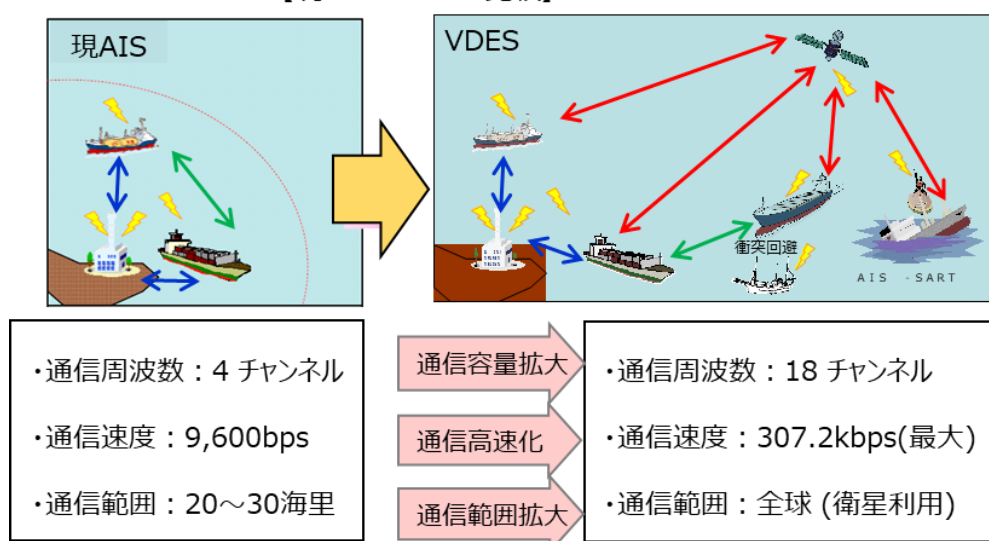 現AIS
VDES
衝突回避
AIS -SART
・通信周波数：4 チャンネル
・通信速度：9,600bps
・通信範囲：20～30海里
通信容量拡大
通信高速化
通信範囲拡大
・通信周波数：18 チャンネル
・通信速度：307.2kbps(最大)
・通信範囲：全球 (衛星利用)